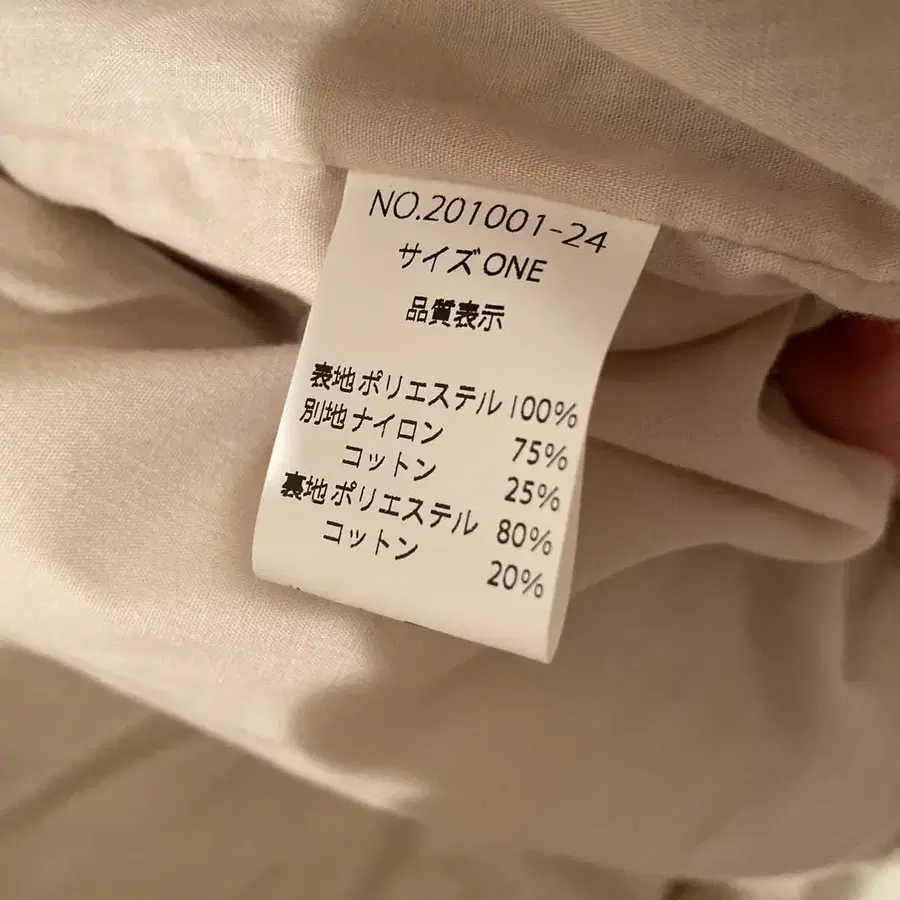 NO.201001-24
サイズ ONE
品質表示
表地 ポリエステル 100%
別地 ナイロン 75%
コットン 25%
裏地 ポリエステル 80%
コットン 20%